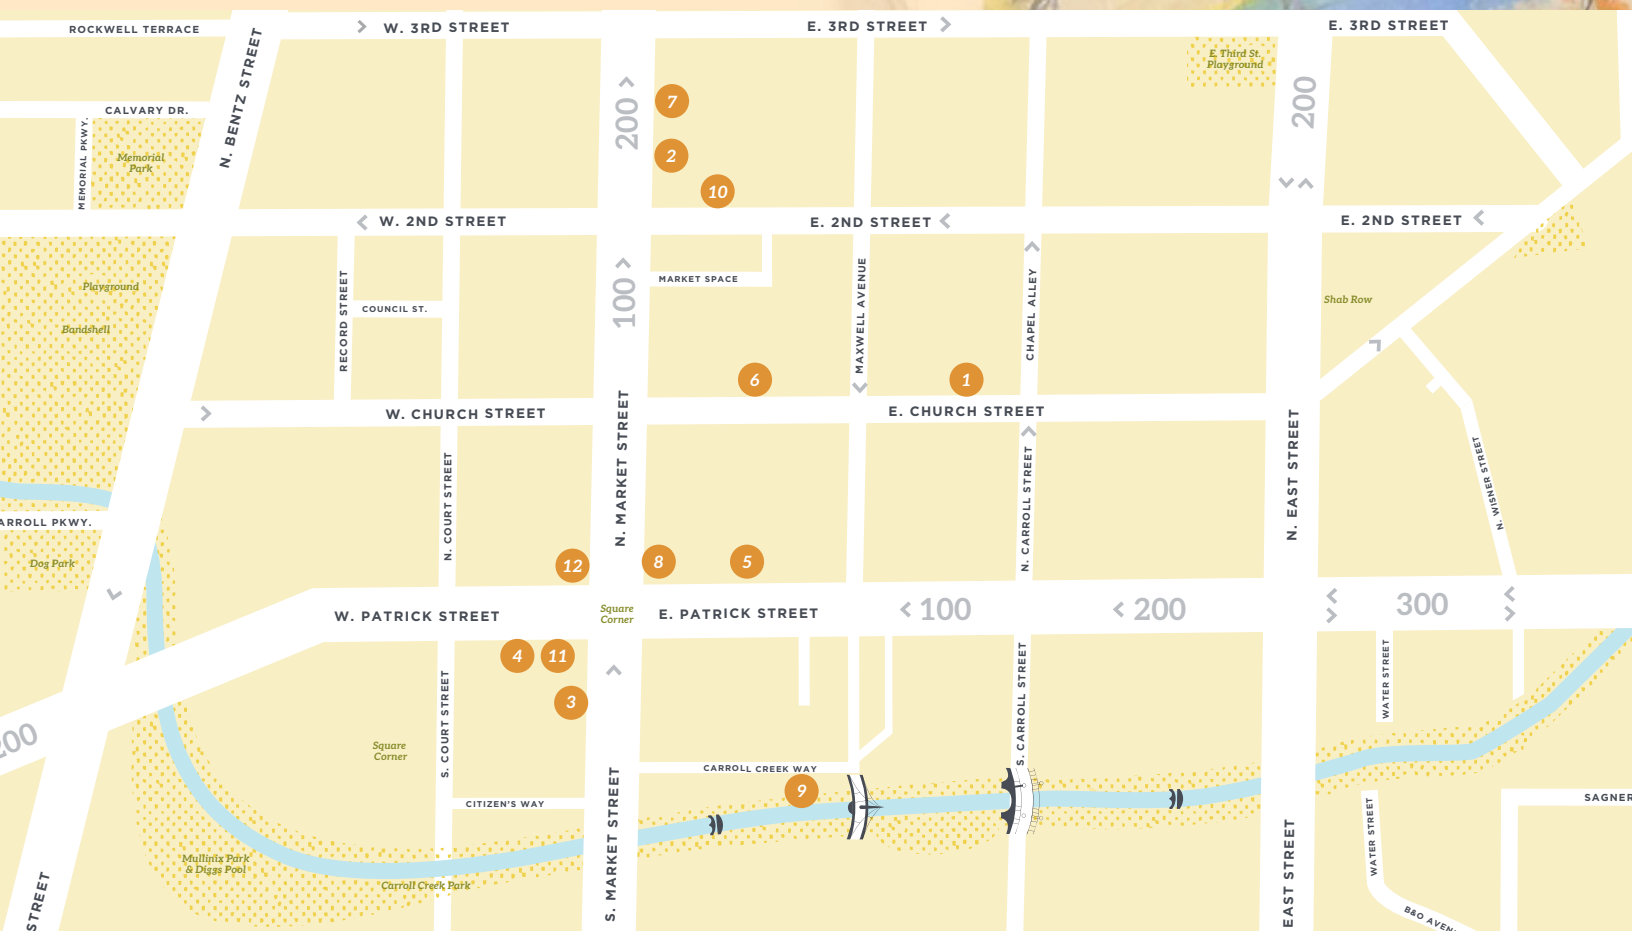 ROCKWELL TERRACE
W. 3RD STREET
E. 3RD STREET
E. 3RD STREET
N. BENTZ STREET
E. Third St.
Playground
CALVARY DR.
MEMORIAL PKWY.
Memorial
Park
200
200
7
2
10
W. 2ND STREET
E. 2ND STREET
E. 2ND STREET
Playground
Bandshell
RECORD STREET
COUNCIL ST.
100
MARKET SPACE
MAXWELL AVENUE
CHAPEL ALLEY
Shab Row
6
1
W. CHURCH STREET
E. CHURCH STREET
N. COURT STREET
N. MARKET STREET
N. CARROLL STREET
N. EAST STREET
N. WISNER STREET
ARROLL PKWY.
Dog Park
12
8
5
W. PATRICK STREET
Square
Corner
E. PATRICK STREET
100
200
300
4
11
3
S. COURT STREET
S. CARROLL STREET
WATER STREET
200
Square
Corner
CARROLL CREEK WAY
9
CITIZEN'S WAY
SAGNER
S. MARKET STREET
WATER STREET
EAST STREET
Mullinix Park
& Diggs Pool
Carroll Creek Park
STREET
B&O AVEN